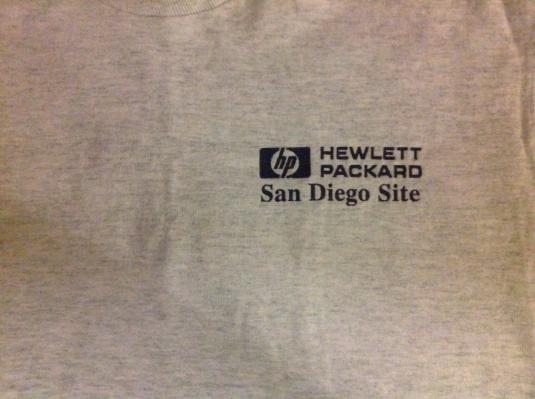 hp HEWLETT
PACKARD
San Diego Site